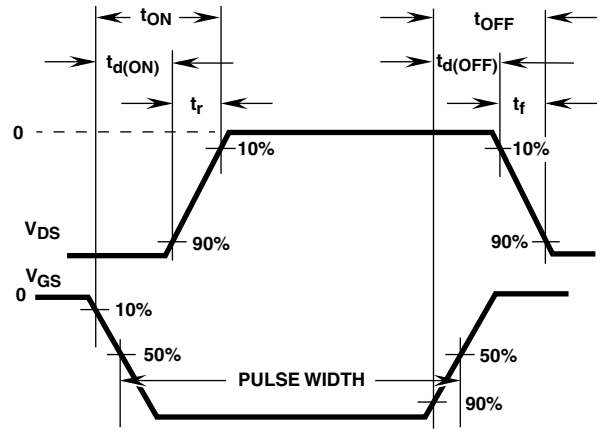 tON
tOFF
td(ON)
td(OFF)
tr
tf
0
10%
10%
VDS
90%
90%
VGS
0
10%
50%
50%
PULSE WIDTH
90%